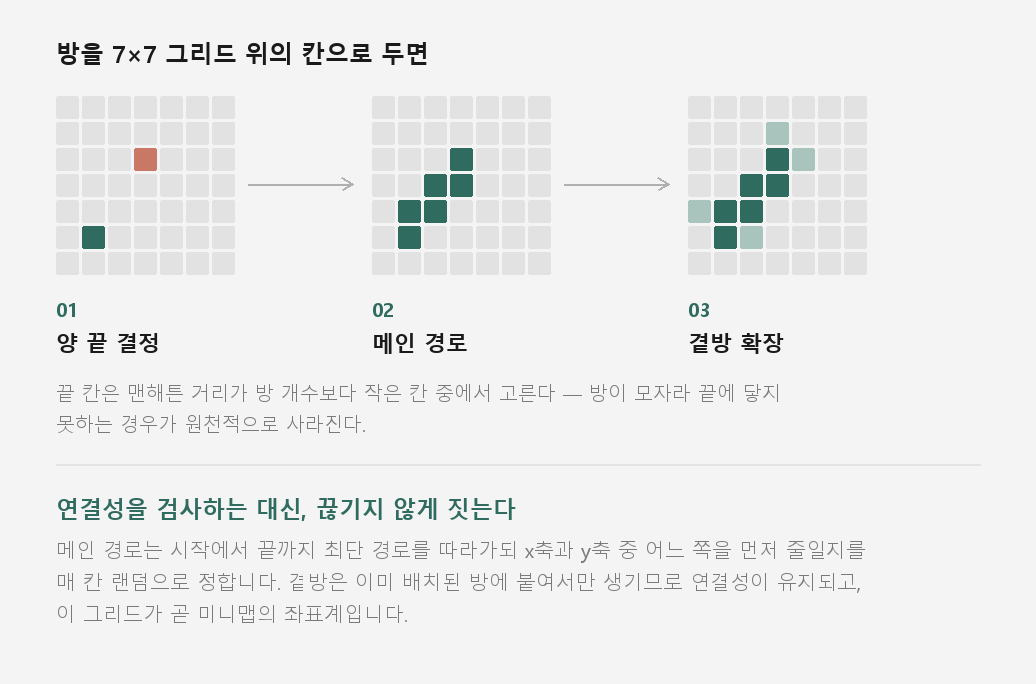 방을 7×7 그리드 위의 칸으로 두면
01
02
03
양 끝 결정
메인 경로
곁방 확장
끝 칸은 맨해튼 거리가 방 개수보다 작은 칸 중에서 고른다 — 방이 모자라 끝에 닿지
못하는 경우가 원천적으로 사라진다.
연결성을 검사하는 대신, 끊기지 않게 짓는다
메인 경로는 시작에서 끝까지 최단 경로를 따라가되 x축과 y축 중 어느 쪽을 먼저 줄일지를
매 칸 랜덤으로 정합니다. 곁방은 이미 배치된 방에 붙여서만 생기므로 연결성이 유지되고,
이 그리드가 곧 미니맵의 좌표계입니다.